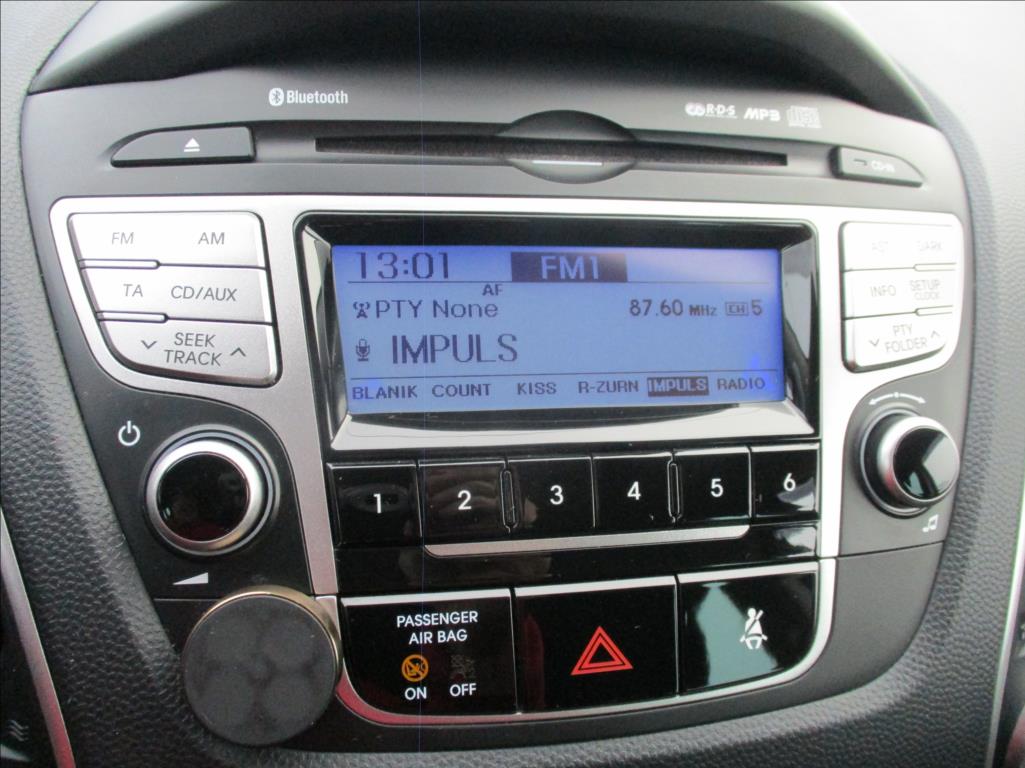 Bluetooth
R·D·S MP3
CD-IN
FM AM
TA CD/AUX
SEEK
TRACK
13:01 FM1
AF
PTY None 87.60 MHz CH 5
IMPULS
BLANIK COUNT KISS R-ZURN IMPULS RADIO
AST DARK
INFO SETUP
CLOCK
PTY
FOLDER
1 2 3 4 5 6
PASSENGER
AIR BAG
ON OFF